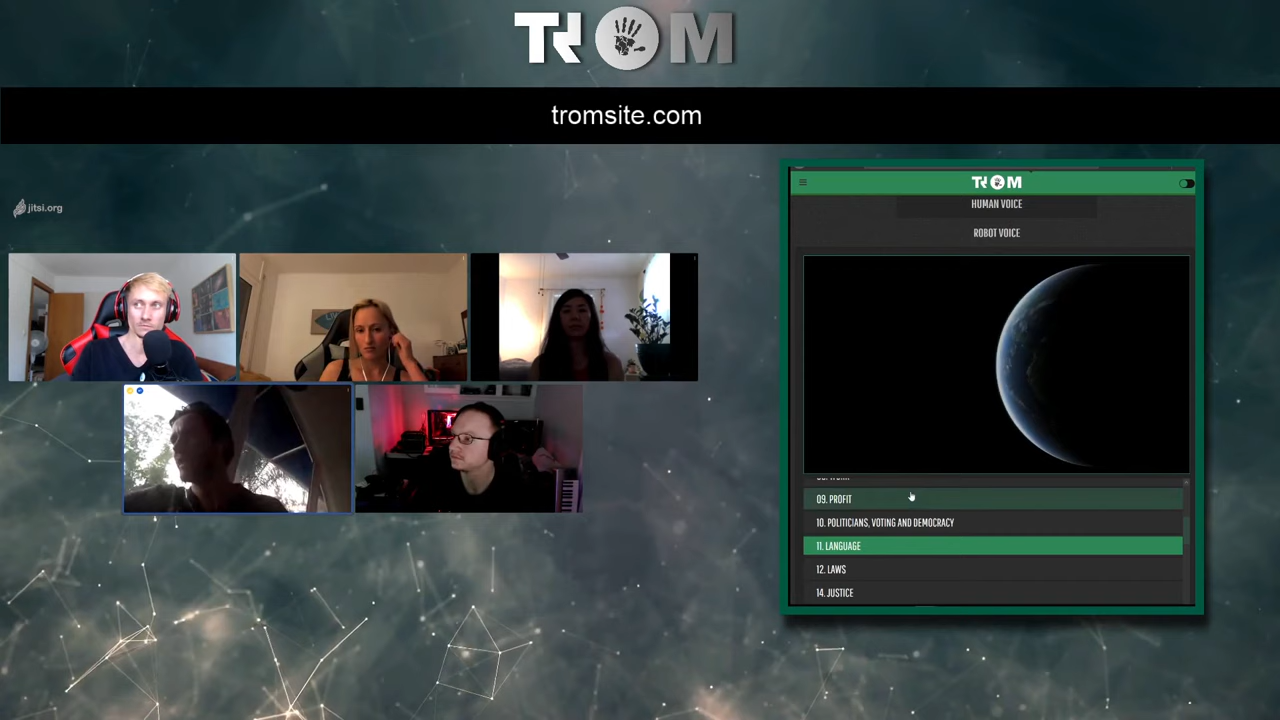 TROM
tromsite.com
jitsi.org
TROM
HUMAN VOICE
ROBOT VOICE
09. PROFIT
10. POLITICIANS, VOTING AND DEMOCRACY
11. LANGUAGE
12. LAWS
14. JUSTICE